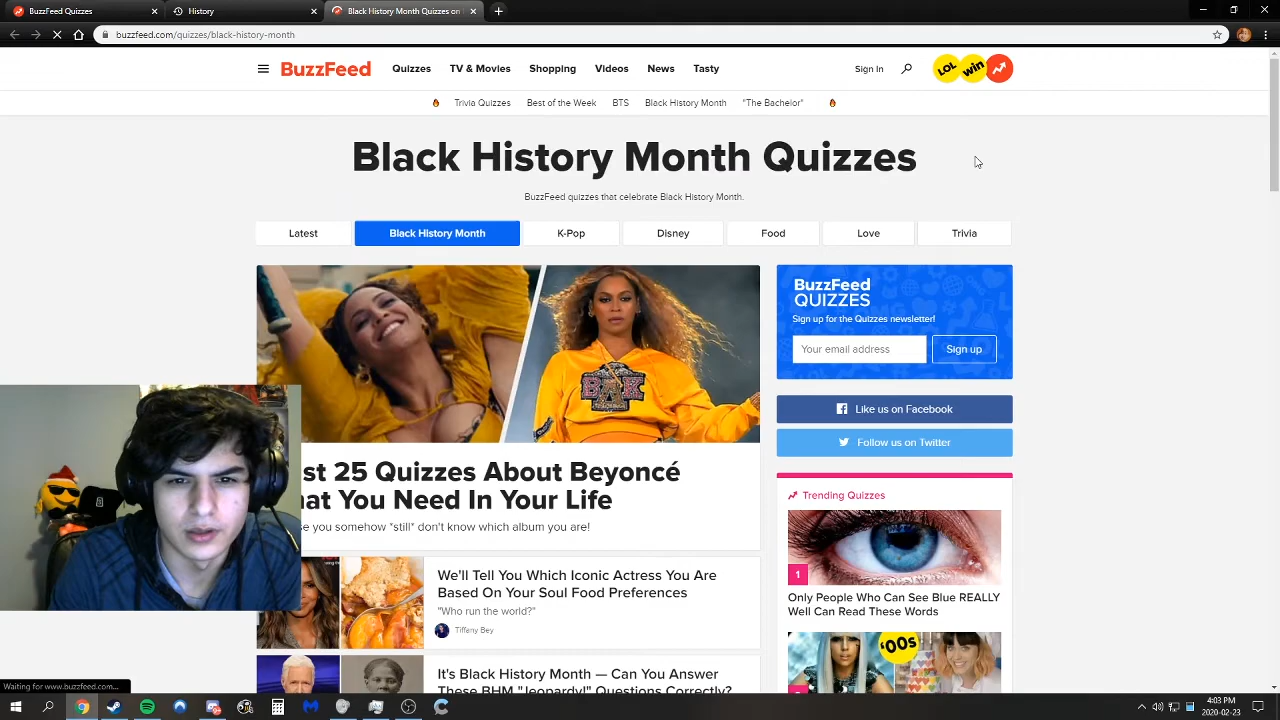 BuzzFeed Quizzes
History
Black History Month Quizzes on
buzzfeed.com/quizzes/black-history-month
BuzzFeed
Quizzes
TV & Movies
Shopping
Videos
News
Tasty
Sign In
LOL
win
Trivia Quizzes
Best of the Week
BTS
Black History Month
"The Bachelor"
Black History Month Quizzes
BuzzFeed quizzes that celebrate Black History Month.
Latest
Black History Month
K-Pop
Disney
Food
Love
Trivia
BuzzFeed
QUIZZES
Sign up for the Quizzes newsletter!
Your email address
Sign up
Like us on Facebook
Follow us on Twitter
st 25 Quizzes About Beyoncé
at You Need In Your Life
se you somehow *still* don't know which album you are!
Trending Quizzes
1
Only People Who Can See Blue REALLY
Well Can Read These Words
'00s
We'll Tell You Which Iconic Actress You Are
Based On Your Soul Food Preferences
"Who run the world?"
Tiffany Bey
It's Black History Month — Can You Answer
These BHM "Jeopardy!" Questions Correctly?
Waiting for www.buzzfeed.com...
4:03 PM
2020-02-23